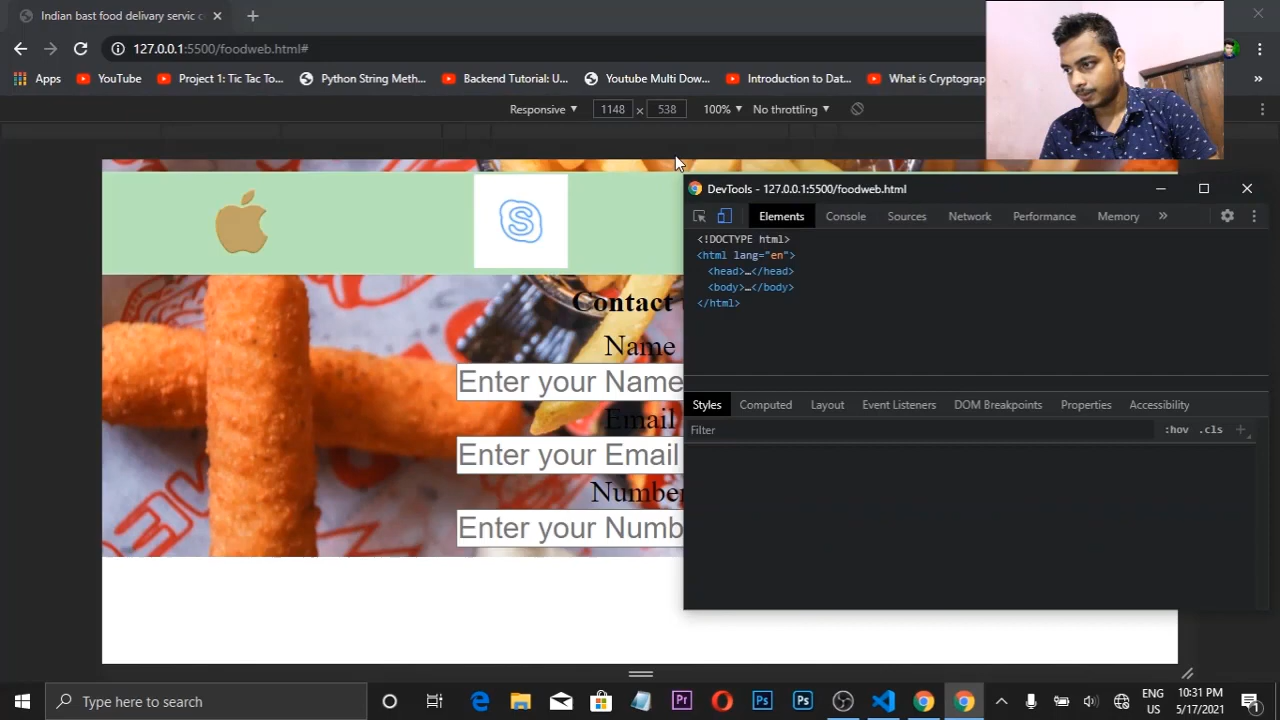 Indian bast food delivary servic c
127.0.0.1:5500/foodweb.html#
Apps
YouTube
Project 1: Tic Tac To...
Python String Meth...
Backend Tutorial: U...
Youtube Multi Dow...
Introduction to Dat...
What is Cryptograp
»
Responsive
1148 x 538
100%
No throttling
DevTools - 127.0.0.1:5500/foodweb.html
Elements
Console
Sources
Network
Performance
Memory
»
<!DOCTYPE html>
<html lang="en">
<head>…</head>
<body>…</body>
</html>
Contact
Name
Enter your Name
Email
Enter your Email
Number
Enter your Numb
Styles
Computed
Layout
Event Listeners
DOM Breakpoints
Properties
Accessibility
Filter
:hov
.cls
+
Type here to search
Pr
Ps
Ps
ENG
US
10:31 PM
5/17/2021
1